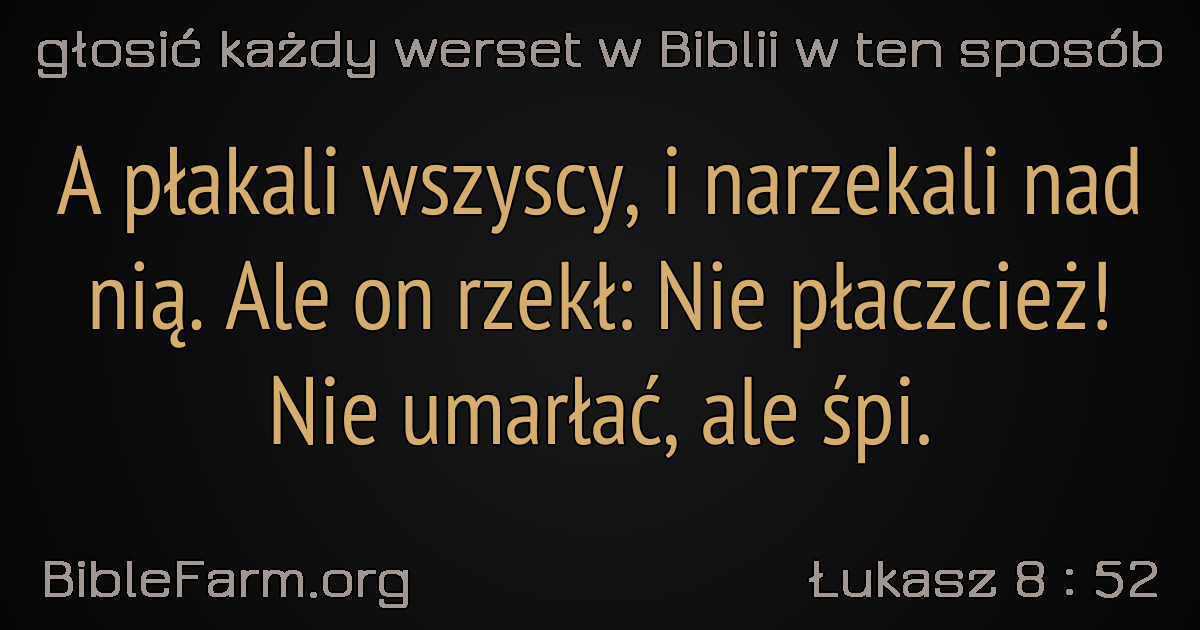 głosić każdy werset w Biblii w ten sposób
A płakali wszyscy, i narzekali nad
nią. Ale on rzekł: Nie płaczcież!
Nie umarłać, ale śpi.
BibleFarm.org
Łukasz 8 : 52